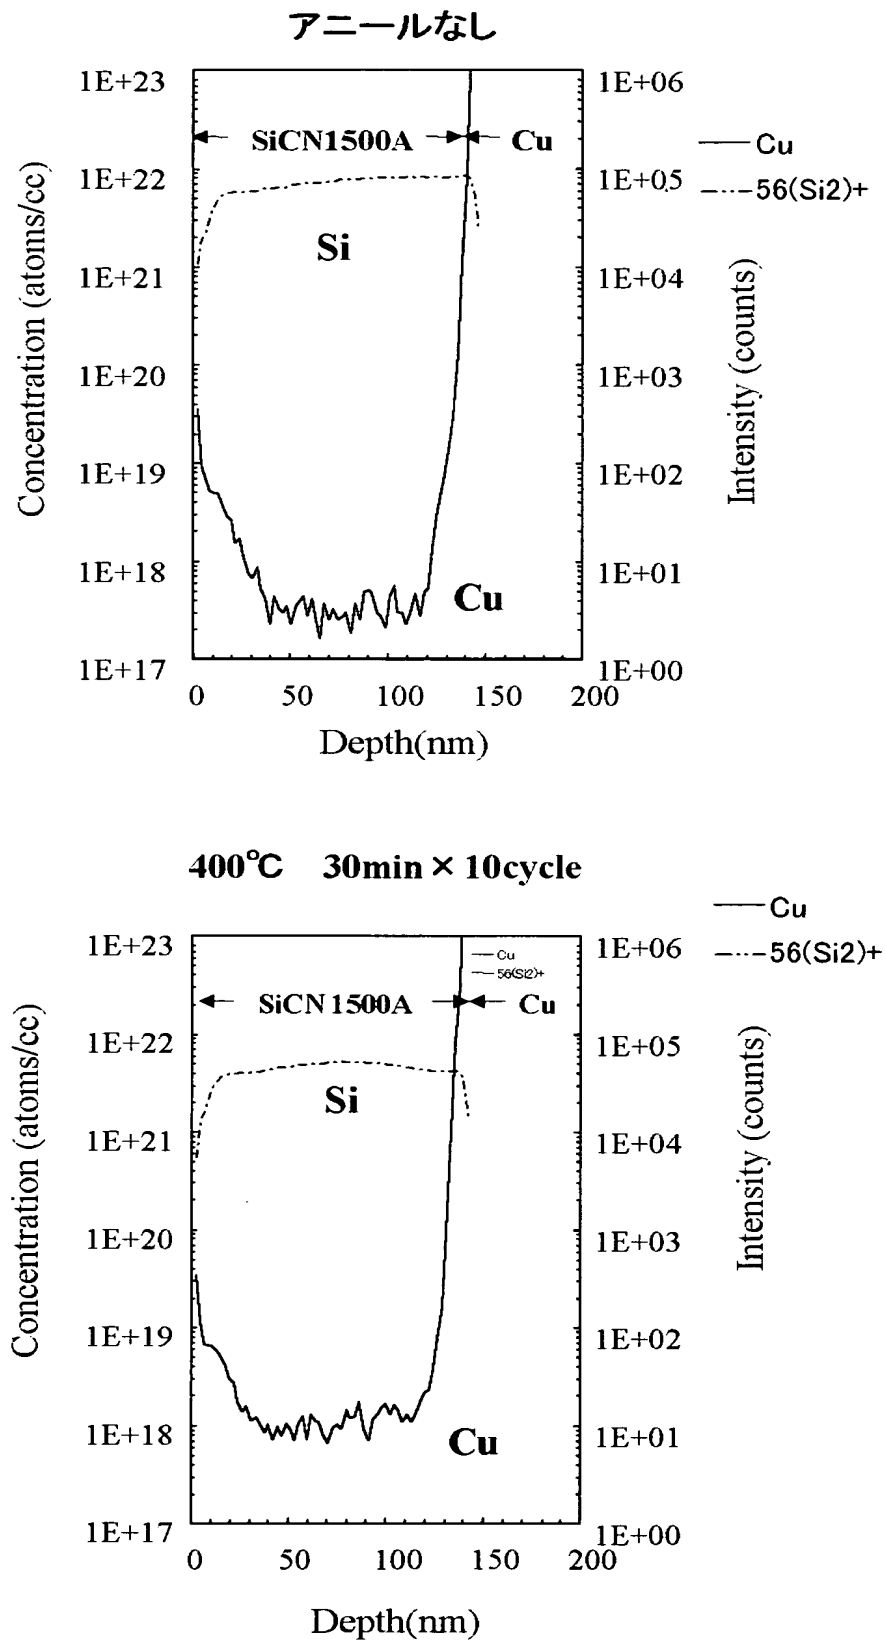 アニールなし
1E+23
1E+22
1E+21
1E+20
1E+19
1E+18
1E+17
Concentration (atoms/cc)
SiCN1500A
Cu
Si
Cu
1E+06
1E+05
1E+04
1E+03
1E+02
1E+01
1E+00
Intensity (counts)
Cu
56(Si2)+
0 50 100 150 200
Depth(nm)
400℃ 30min × 10cycle
1E+23
1E+22
1E+21
1E+20
1E+19
1E+18
1E+17
Concentration (atoms/cc)
Cu
56(Si2)+
SiCN1500A
Cu
Si
Cu
1E+06
1E+05
1E+04
1E+03
1E+02
1E+01
1E+00
Intensity (counts)
Cu
56(Si2)+
0 50 100 150 200
Depth(nm)